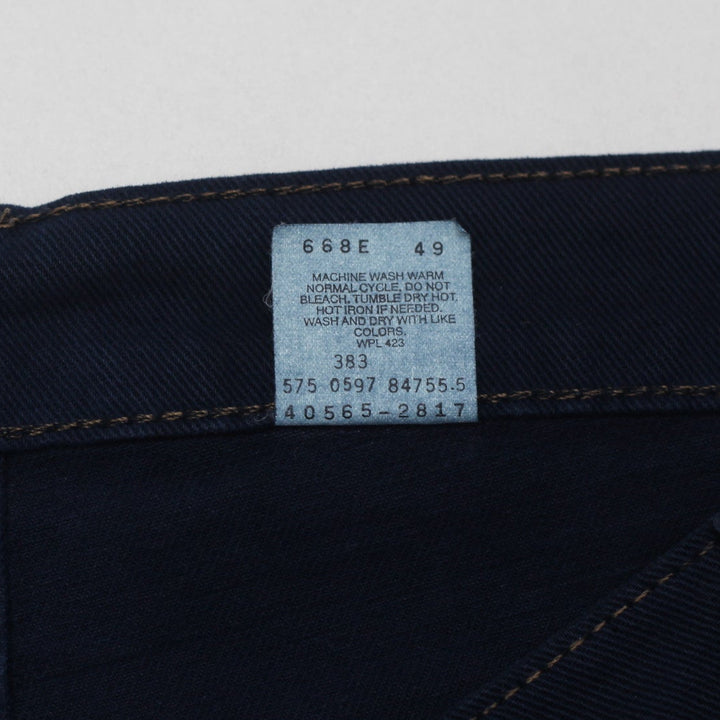 668E 49
MACHINE WASH WARM
NORMAL CYCLE, DO NOT
BLEACH. TUMBLE DRY HOT.
HOT IRON IF NEEDED.
WASH AND DRY WITH LIKE
COLORS.
WPL 423
383
575 0597 84755.5
40565-2817